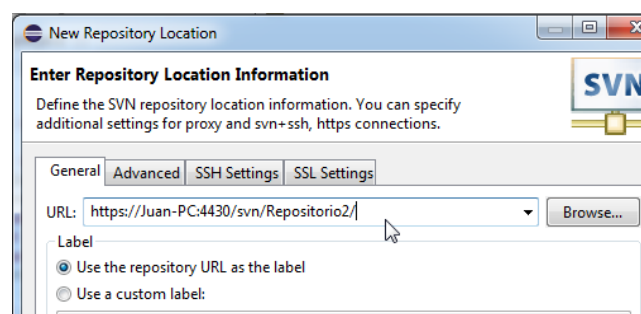 New Repository Location
Enter Repository Location Information
SVN
Define the SVN repository location information. You can specify
additional settings for proxy and svn+ssh, https connections.
General Advanced SSH Settings SSL Settings
URL: https://Juan-PC:4430/svn/Repositorio2/ Browse...
Label
Use the repository URL as the label
Use a custom label: